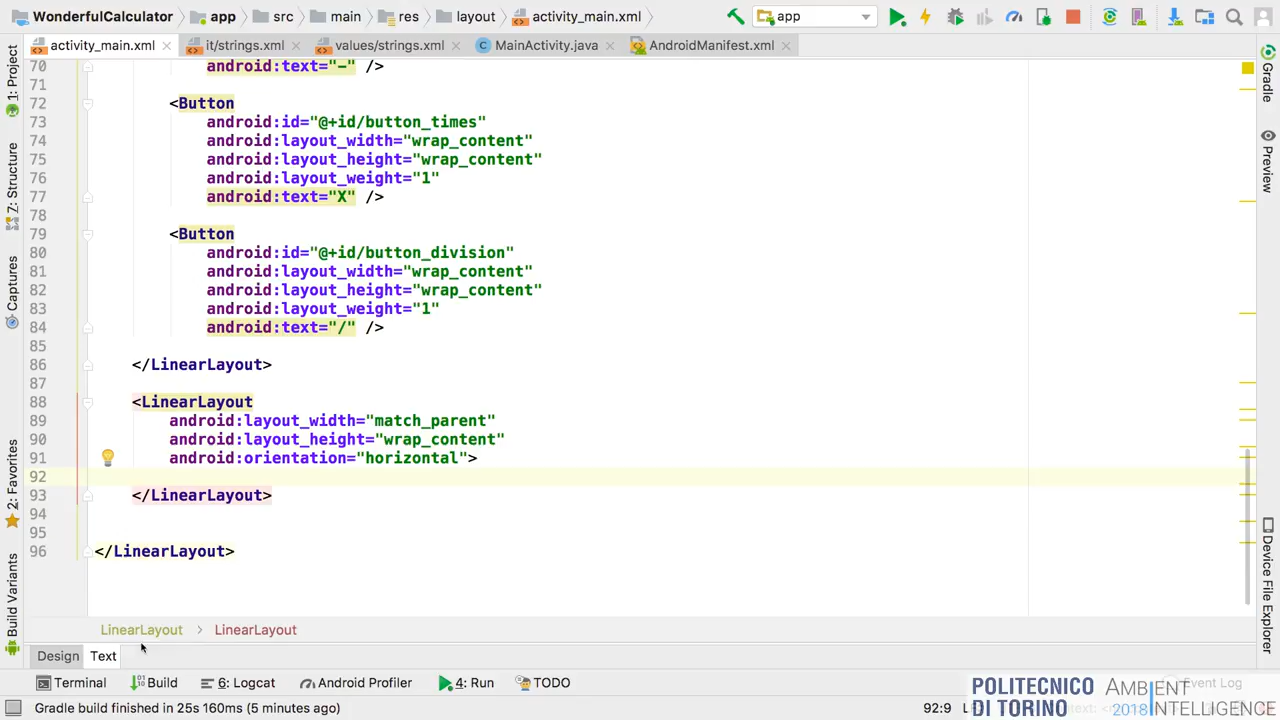 WonderfulCalculator app src main res layout activity_main.xml app
activity_main.xml it/strings.xml values/strings.xml MainActivity.java AndroidManifest.xml
1: Project
Z: Structure
Captures
2: Favorites
Build Variants
70 android:text="-" />
71
72 <Button
73 android:id="@+id/button_times"
74 android:layout_width="wrap_content"
75 android:layout_height="wrap_content"
76 android:layout_weight="1"
77 android:text="X" />
78
79 <Button
80 android:id="@+id/button_division"
81 android:layout_width="wrap_content"
82 android:layout_height="wrap_content"
83 android:layout_weight="1"
84 android:text="/" />
85
86 </LinearLayout>
87
88 <LinearLayout
89 android:layout_width="match_parent"
90 android:layout_height="wrap_content"
91 android:orientation="horizontal">
92
93 </LinearLayout>
94
95
96 </LinearLayout>
Gradle
Preview
Device File Explorer
LinearLayout > LinearLayout
Design Text
Terminal Build 6: Logcat Android Profiler 4: Run TODO Event Log
Gradle build finished in 25s 160ms (5 minutes ago) 92:9
POLITECNICO
DI TORINO
AMBIENT
2018 INTELLIGENCE